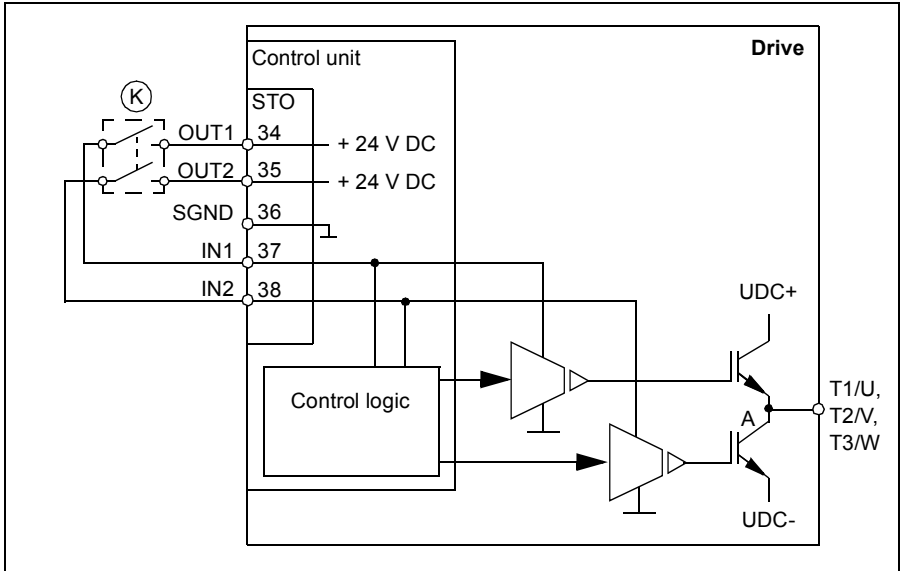 Drive
Control unit
STO
K
OUT1 34 + 24 V DC
OUT2 35 + 24 V DC
SGND 36
IN1 37
IN2 38
UDC+
Control logic
T1/U,
T2/V,
T3/W
A
UDC-